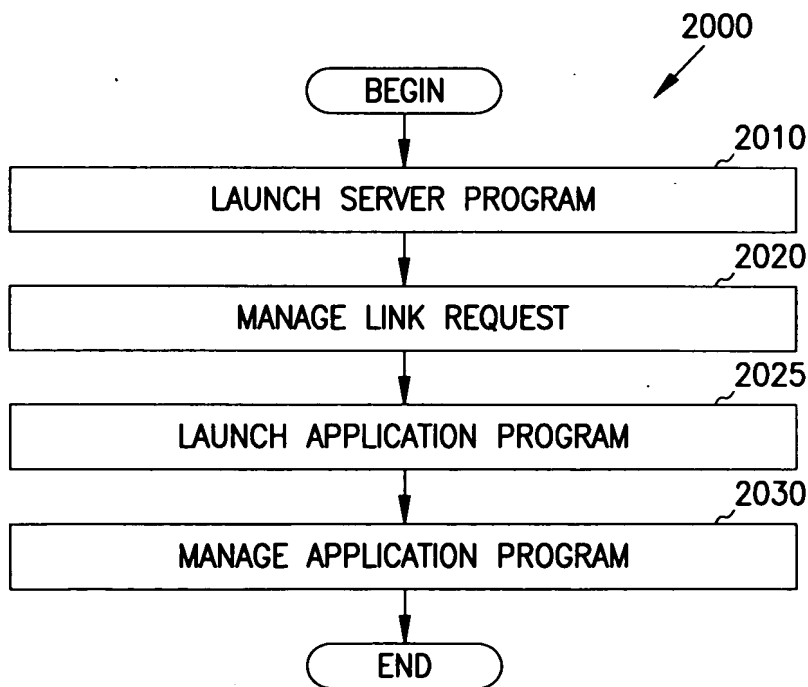 2000
BEGIN
2010
LAUNCH SERVER PROGRAM
2020
MANAGE LINK REQUEST
2025
LAUNCH APPLICATION PROGRAM
2030
MANAGE APPLICATION PROGRAM
END